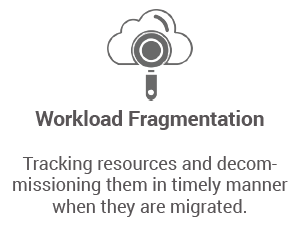 Workload Fragmentation
Tracking resources and decom-
missioning them in timely manner
when they are migrated.